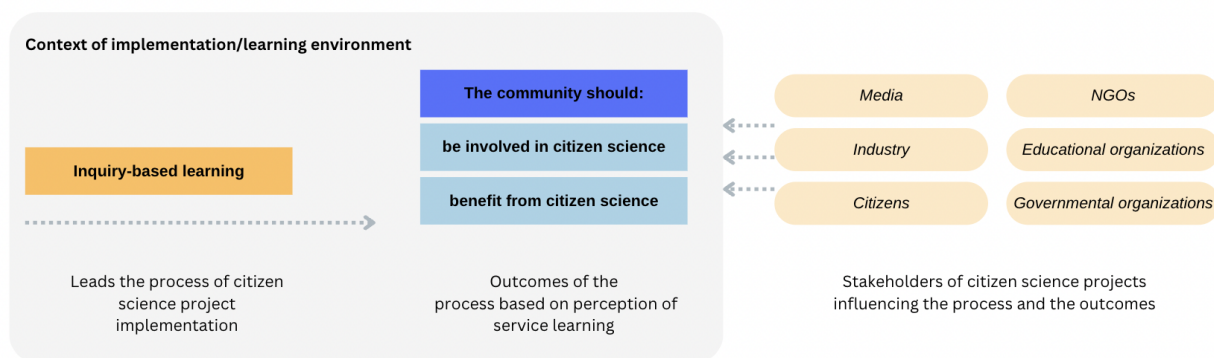 Context of implementation/learning environment
Inquiry-based learning
Leads the process of citizen
science project
implementation
The community should:
be involved in citizen science
benefit from citizen science
Outcomes of the
process based on perception of
service learning
Media
NGOs
Industry
Educational organizations
Citizens
Governmental organizations
Stakeholders of citizen science projects
influencing the process and the outcomes